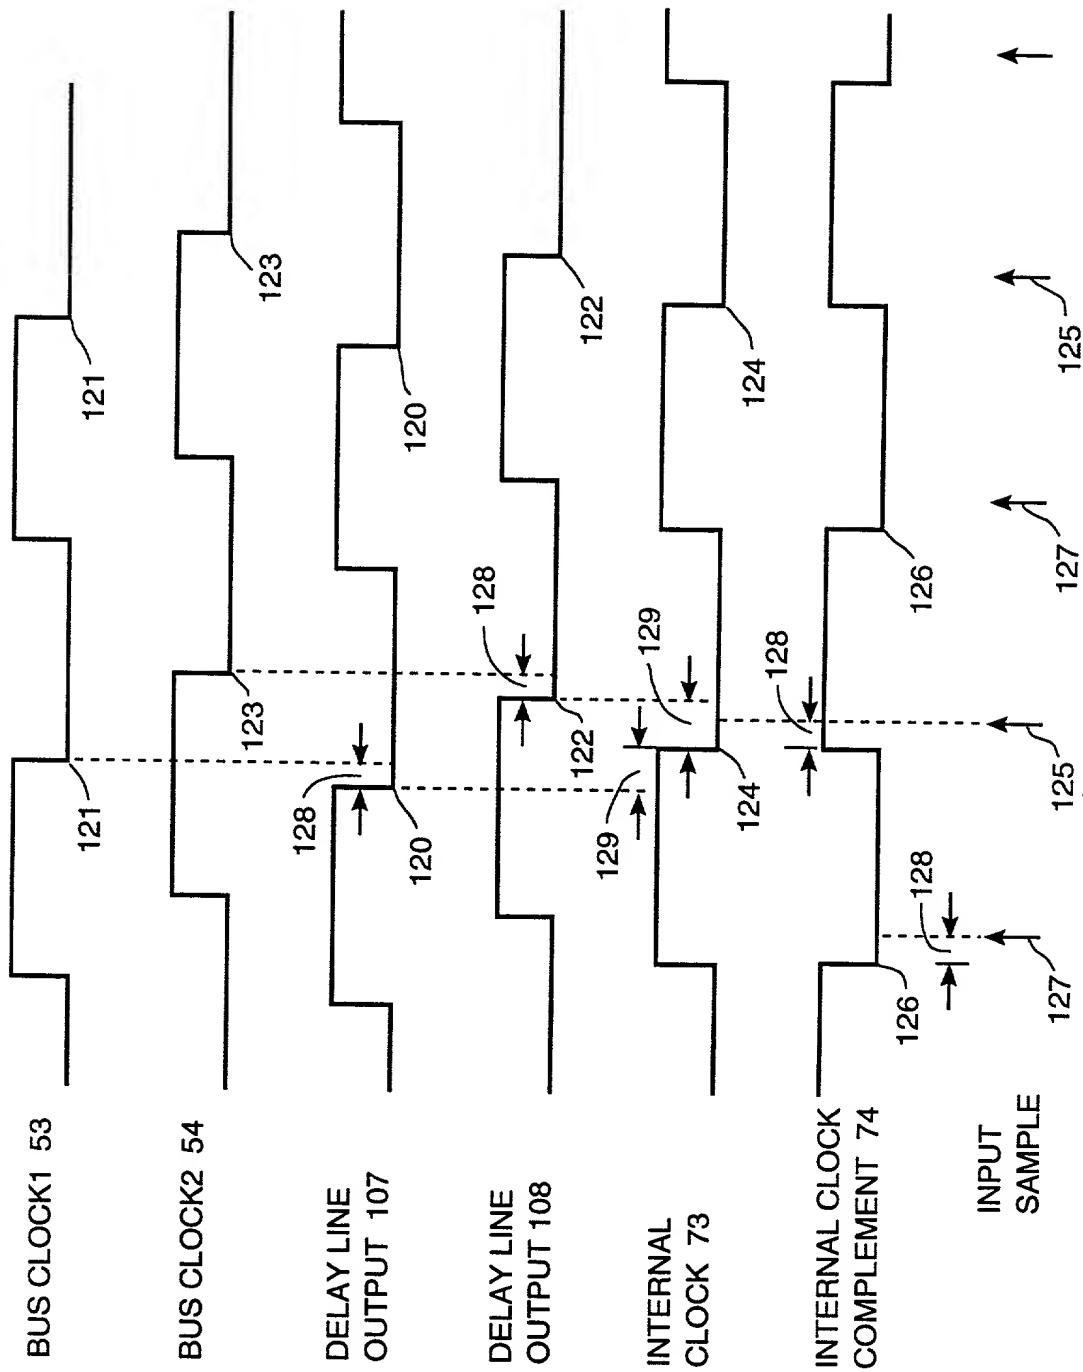 BUS CLOCK1 53
121
121
BUS CLOCK2 54
123
123
DELAY LINE
OUTPUT 107
128
120
120
DELAY LINE
OUTPUT 108
128
122
122
INTERNAL
CLOCK 73
129
129
124
124
INTERNAL CLOCK
COMPLEMENT 74
128
126
126
128
INPUT
SAMPLE
127
125
127
125